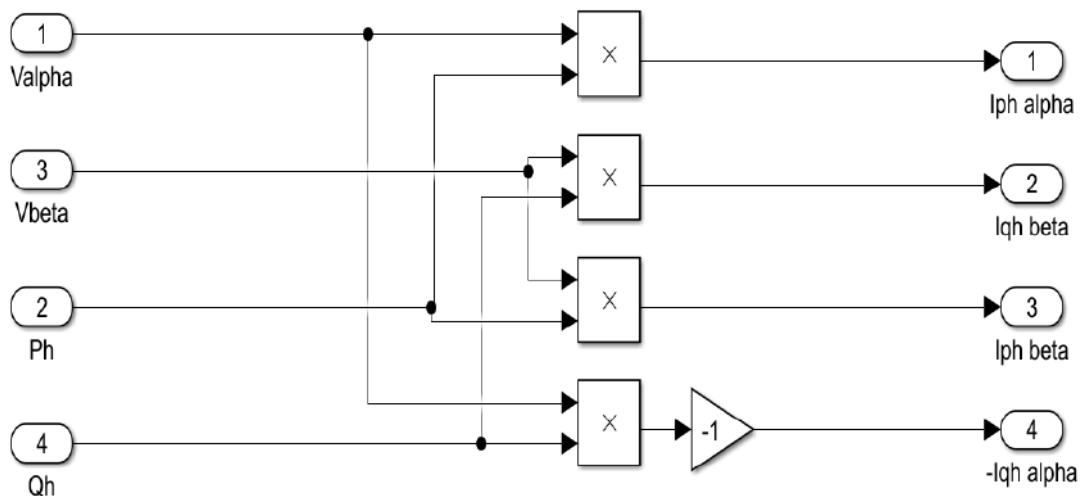 1
Valpha
3
Vbeta
2
Ph
4
Qh
×
×
×
×
-1
1
Iph alpha
2
Iqh beta
3
Iph beta
4
-Iqh alpha